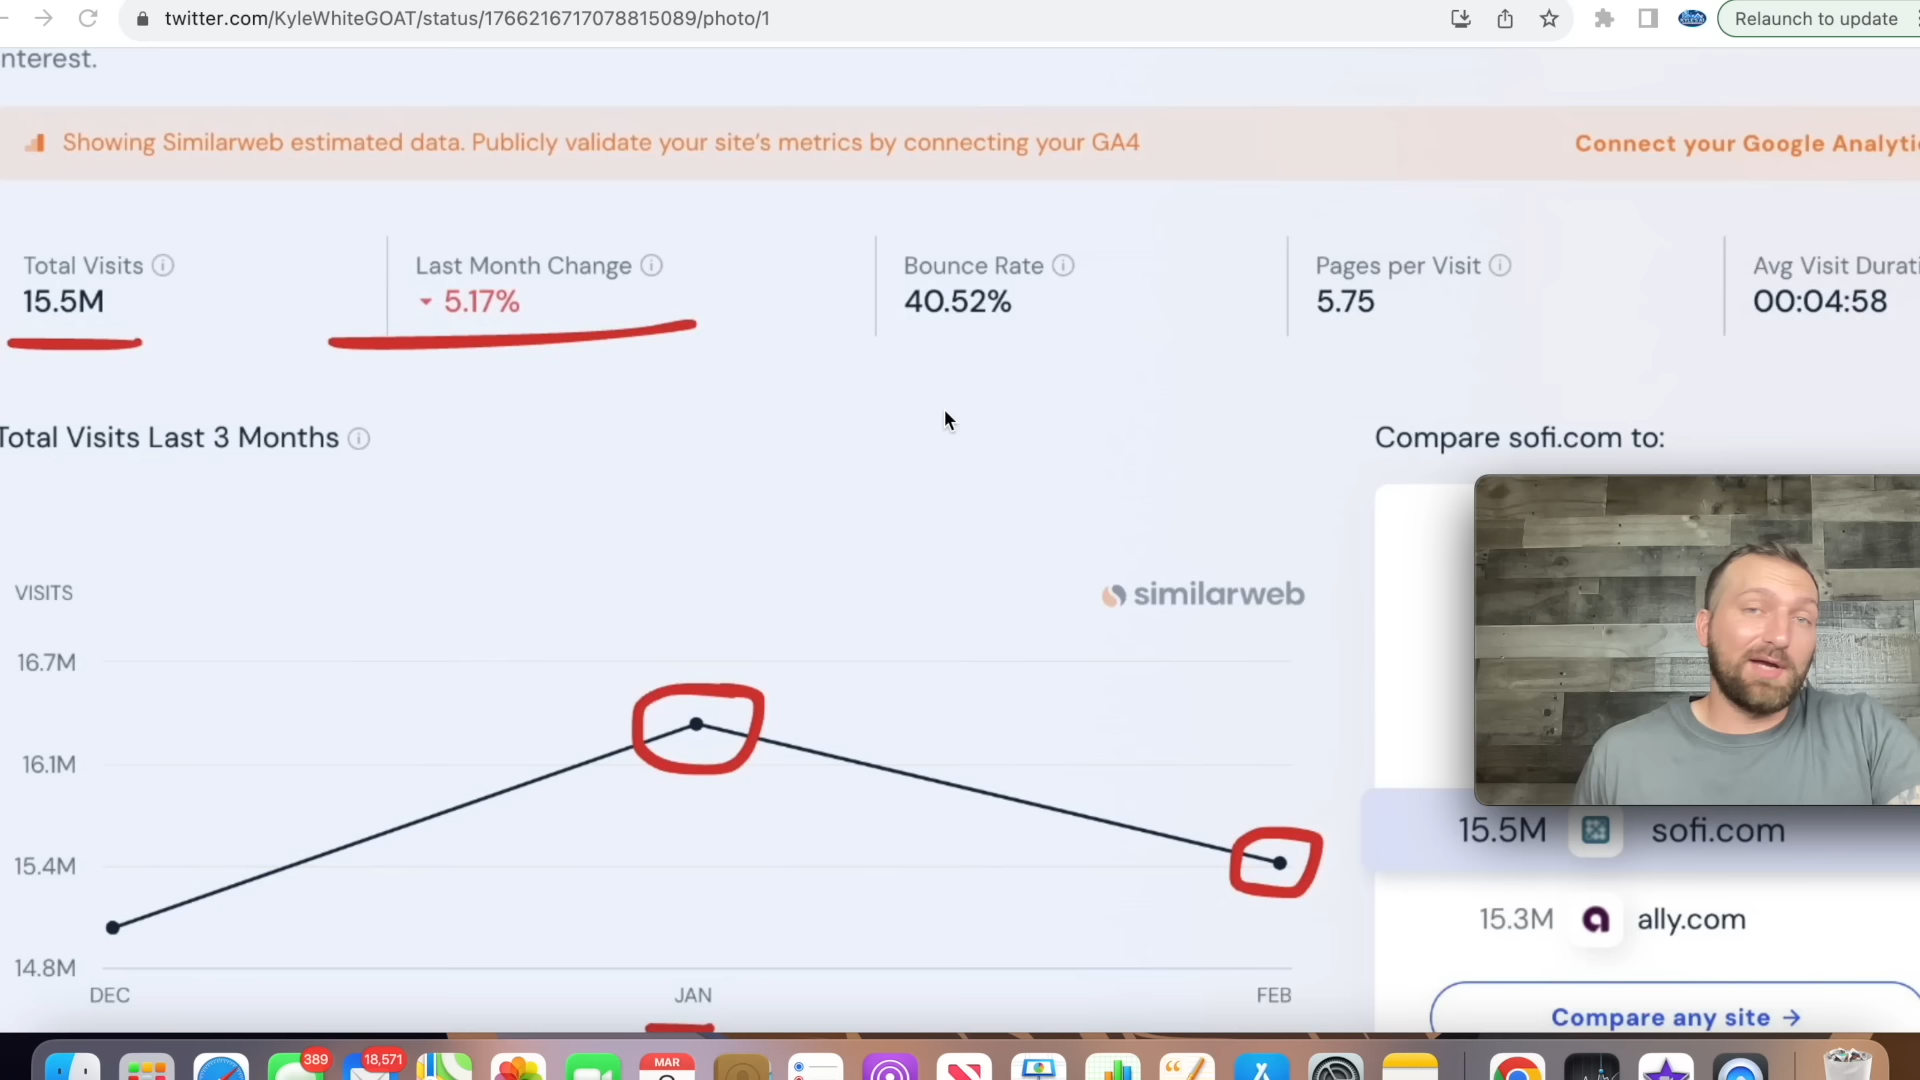 twitter.com/KyleWhiteGOAT/status/1766216717078815089/photo/1
Relaunch to update
nterest.
Showing Similarweb estimated data. Publicly validate your site's metrics by connecting your GA4
Connect your Google Analyti
Total Visits
15.5M
Last Month Change
5.17%
Bounce Rate
40.52%
Pages per Visit
5.75
Avg Visit Durati
00:04:58
Total Visits Last 3 Months
Compare sofi.com to:
VISITS
similarweb
16.7M
16.1M
15.4M
14.8M
DEC
JAN
FEB
15.5M
sofi.com
15.3M
ally.com
Compare any site →
389
18,571
MAR